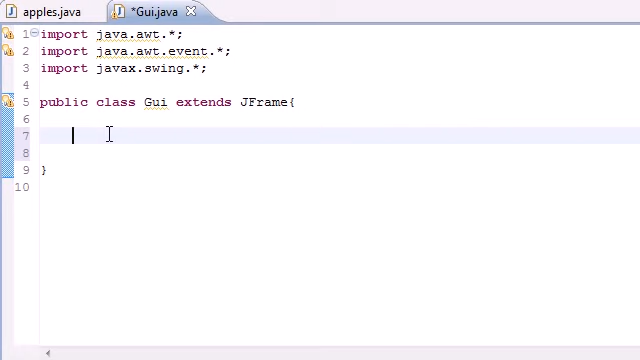 apples.java
*Gui.java
1 import java.awt.*;
2 import java.awt.event.*;
3 import javax.swing.*;
4
5 public class Gui extends JFrame{
6
7
8
9 }
10